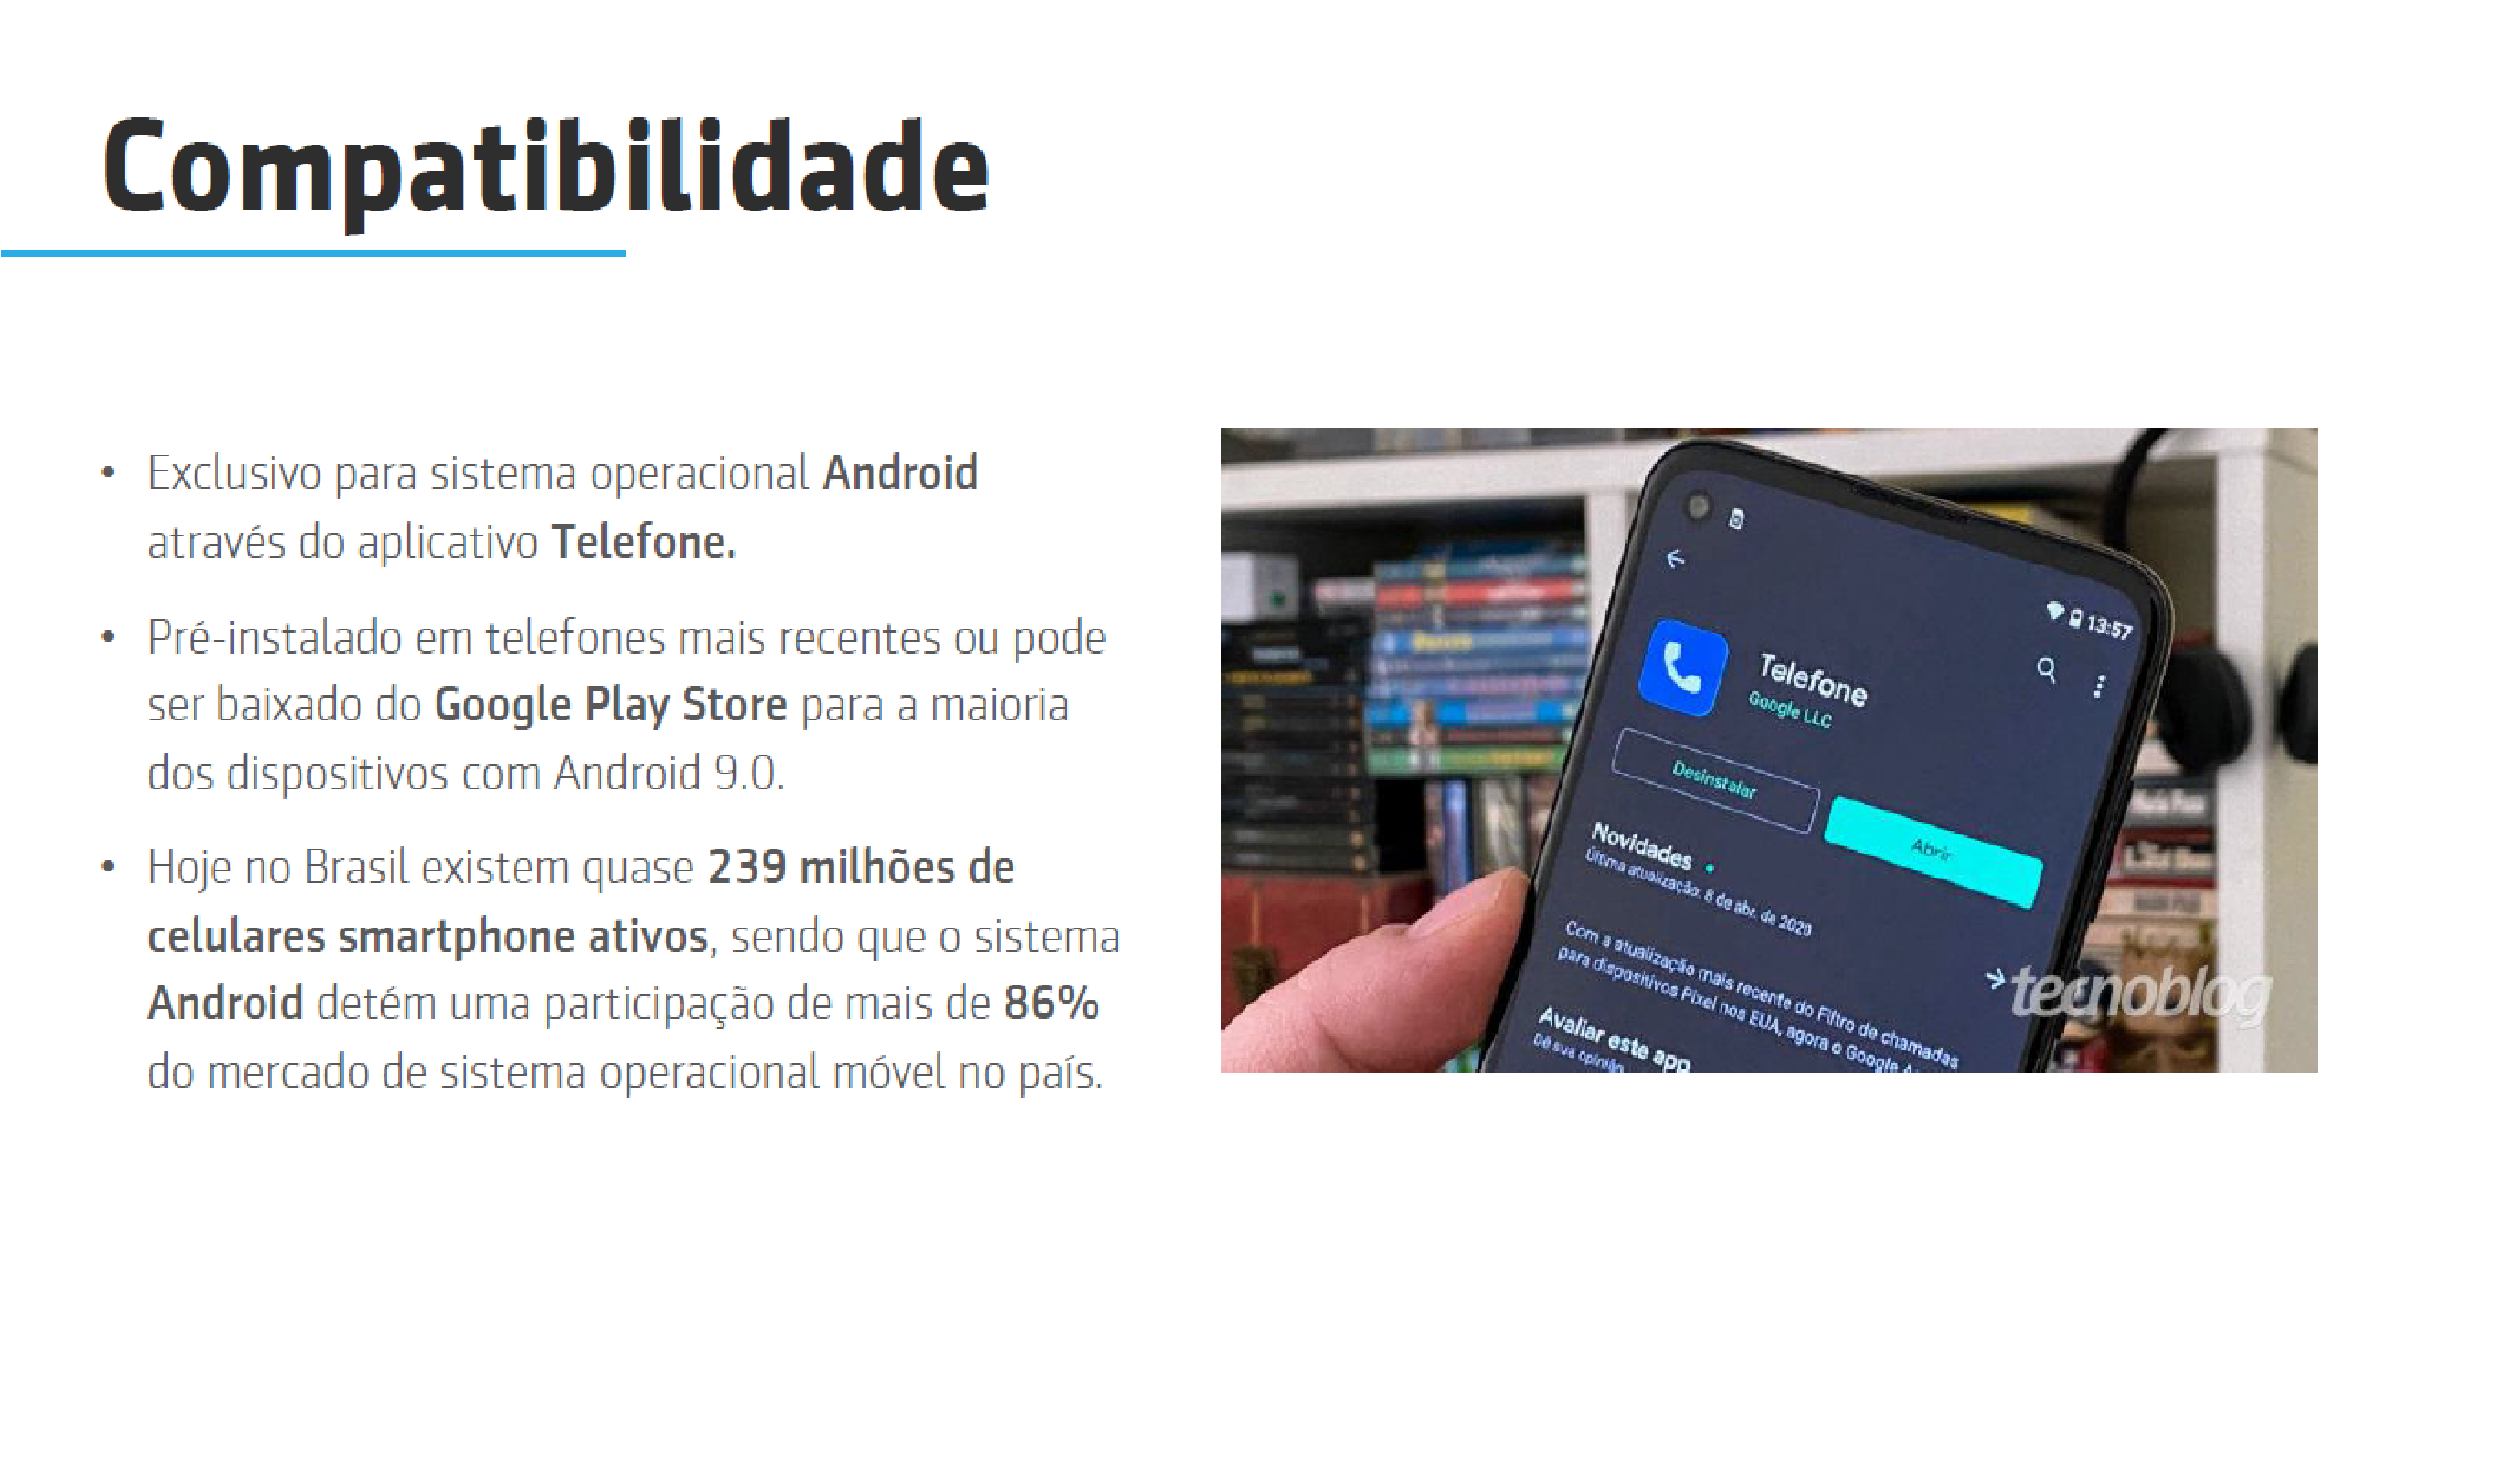 Compatibilidade
• Exclusivo para sistema operacional Android
através do aplicativo Telefone.
• Pré-instalado em telefones mais recentes ou pode
ser baixado do Google Play Store para a maioria
dos dispositivos com Android 9.0.
• Hoje no Brasil existem quase 239 milhões de
celulares smartphone ativos, sendo que o sistema
Android detém uma participação de mais de 86%
do mercado de sistema operacional móvel no país.
13:57
Telefone
Google LLC
Desinstalar
Abrir
Novidades
Última atualização: 8 de abr. de 2020
Com a atualização mais recente do Filtro de chamadas
para dispositivos Pixel nos EUA, agora o Google
Avaliar este app
Dê sua opinião
tecnoblog